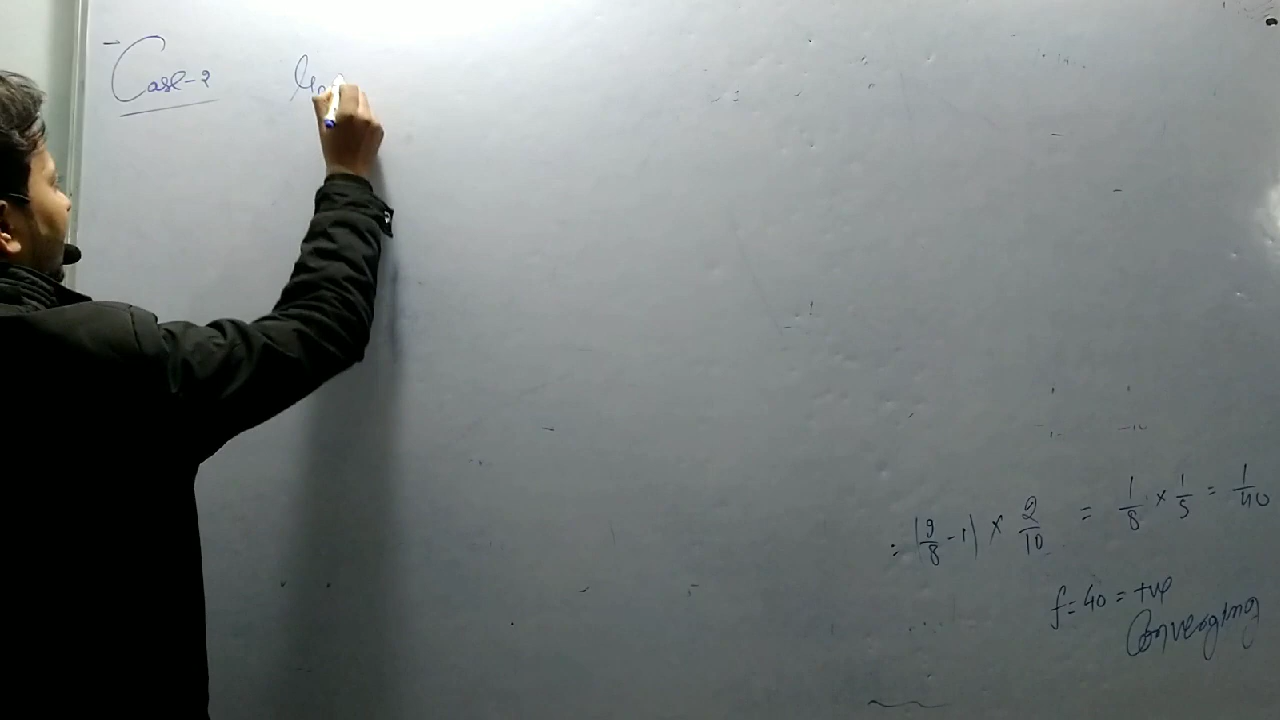 Case-2 μ
= (9/8 - 1) × 2/10 = 1/8 × 1/5 = 1/40
f = 40 = +ve
Converging